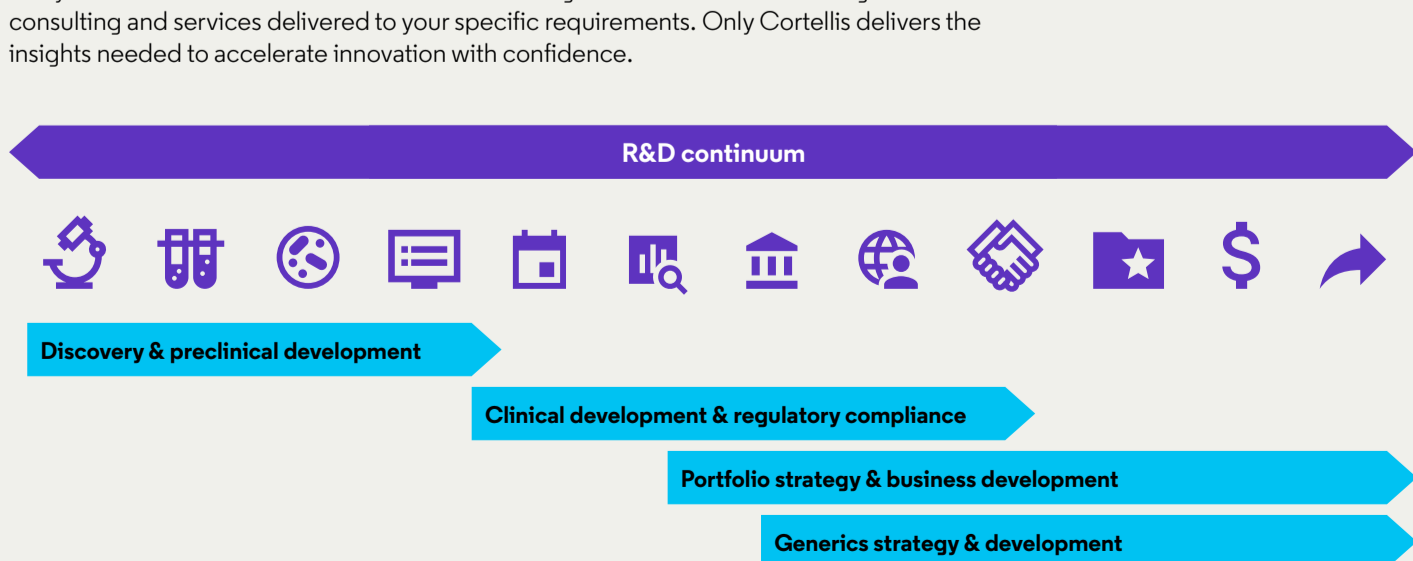 consulting and services delivered to your specific requirements. Only Cortellis delivers the
insights needed to accelerate innovation with confidence.
R&D continuum
Discovery & preclinical development
Clinical development & regulatory compliance
Portfolio strategy & business development
Generics strategy & development